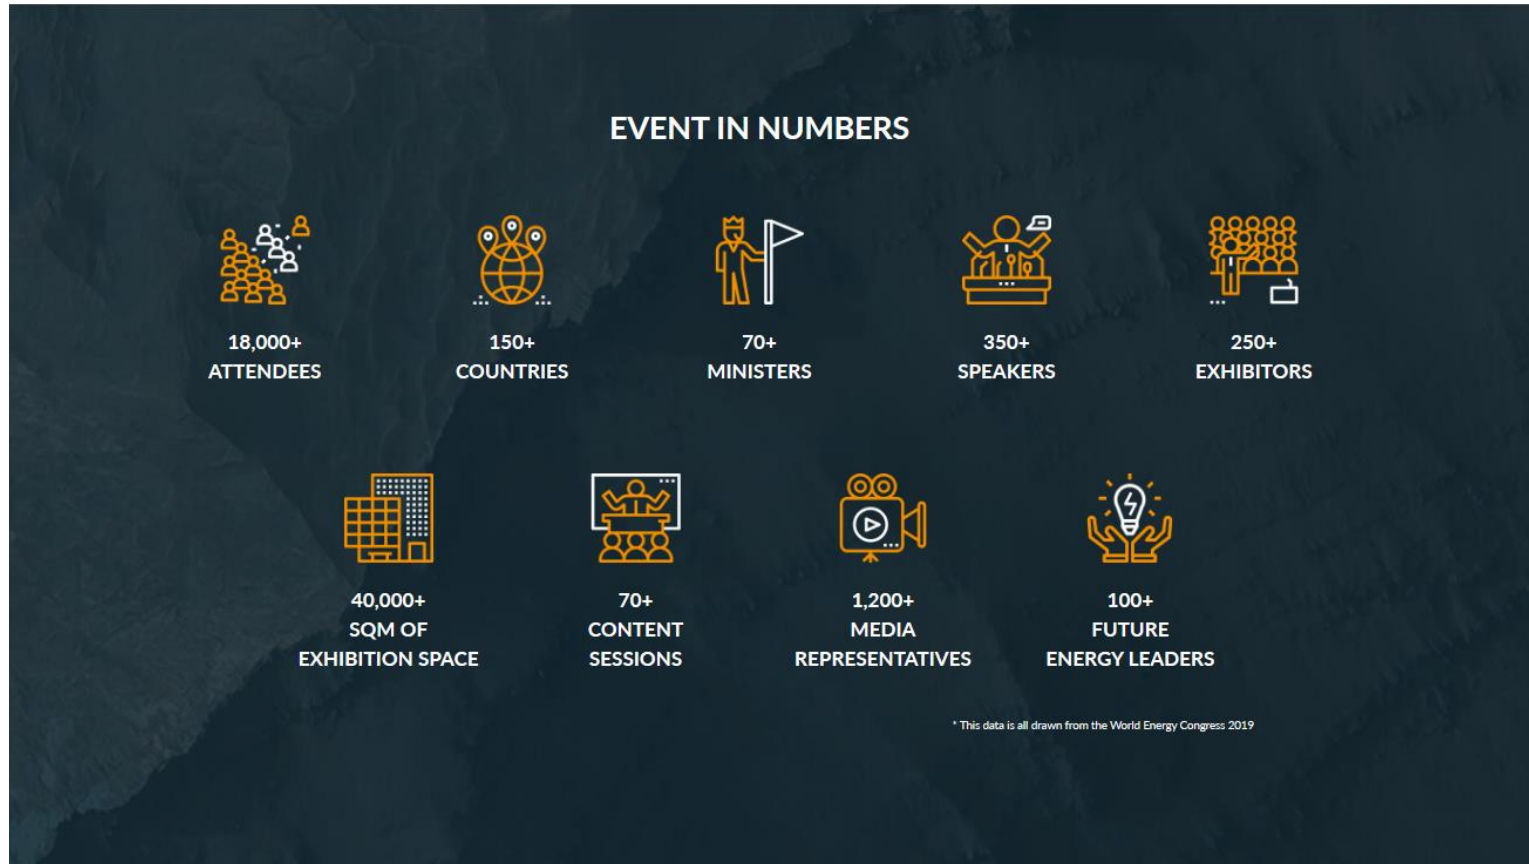 EVENT IN NUMBERS
18,000+
ATTENDEES
150+
COUNTRIES
70+
MINISTERS
350+
SPEAKERS
250+
EXHIBITORS
40,000+
SQM OF
EXHIBITION SPACE
70+
CONTENT
SESSIONS
1,200+
MEDIA
REPRESENTATIVES
100+
FUTURE
ENERGY LEADERS
* This data is all drawn from the World Energy Congress 2019